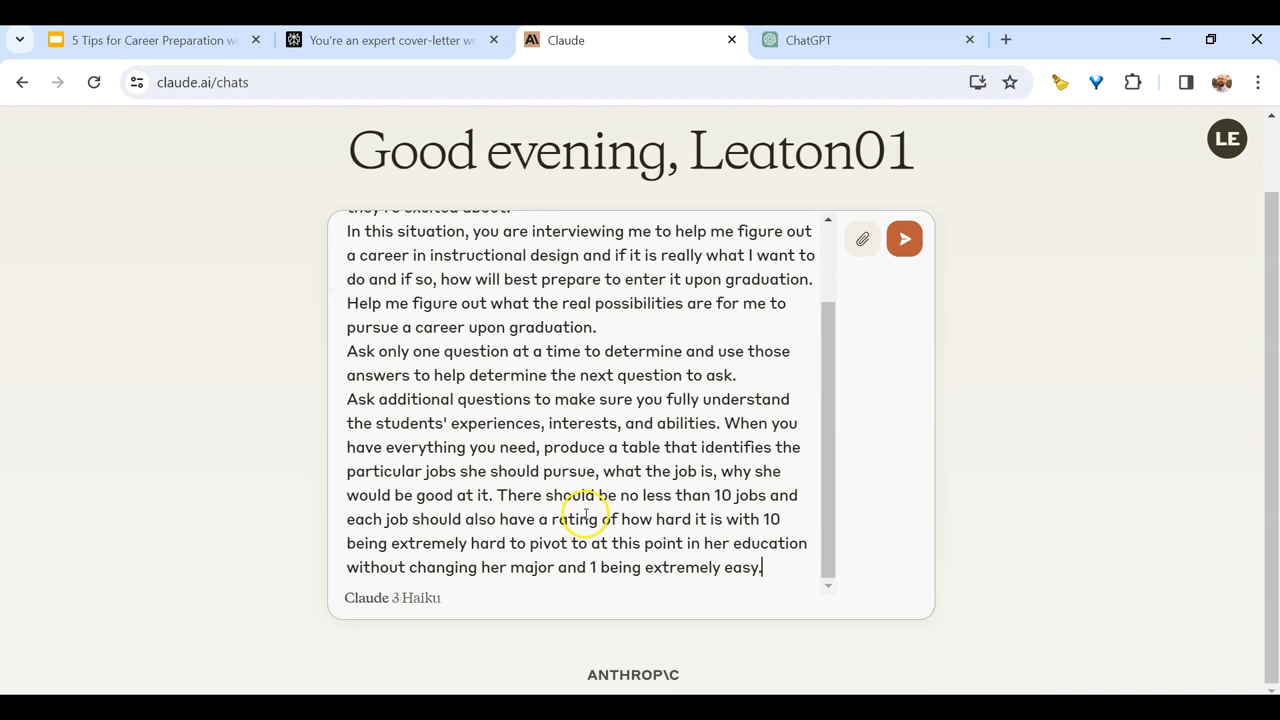 5 Tips for Career Preparation w
You're an expert cover-letter wr
Claude
ChatGPT
claude.ai/chats
Good evening, Leaton01
LE
they're excited about.
In this situation, you are interviewing me to help me figure out
a career in instructional design and if it is really what I want to
do and if so, how will best prepare to enter it upon graduation.
Help me figure out what the real possibilities are for me to
pursue a career upon graduation.
Ask only one question at a time to determine and use those
answers to help determine the next question to ask.
Ask additional questions to make sure you fully understand
the students' experiences, interests, and abilities. When you
have everything you need, produce a table that identifies the
particular jobs she should pursue, what the job is, why she
would be good at it. There should be no less than 10 jobs and
each job should also have a rating of how hard it is with 10
being extremely hard to pivot to at this point in her education
without changing her major and 1 being extremely easy.
Claude 3 Haiku
ANTHROP\C